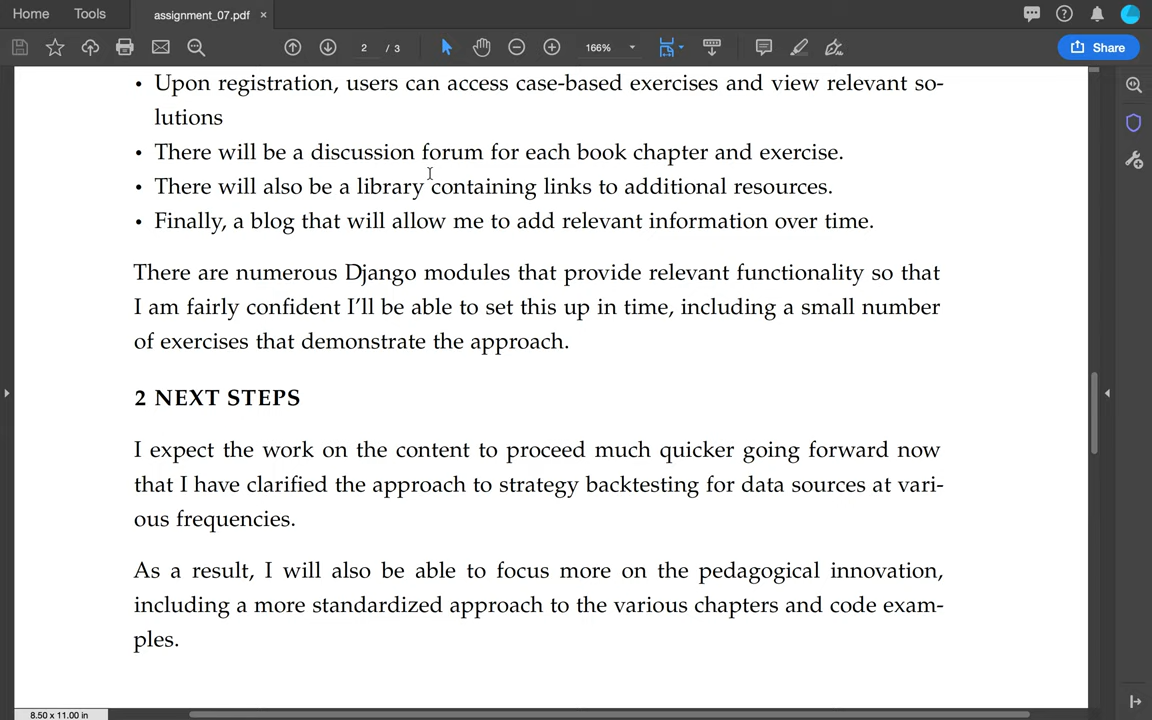 Home Tools assignment_07.pdf ×
2 / 3 166% Share
• Upon registration, users can access case-based exercises and view relevant so-
lutions
• There will be a discussion forum for each book chapter and exercise.
• There will also be a library containing links to additional resources.
• Finally, a blog that will allow me to add relevant information over time.
There are numerous Django modules that provide relevant functionality so that
I am fairly confident I'll be able to set this up in time, including a small number
of exercises that demonstrate the approach.
2 NEXT STEPS
I expect the work on the content to proceed much quicker going forward now
that I have clarified the approach to strategy backtesting for data sources at vari-
ous frequencies.
As a result, I will also be able to focus more on the pedagogical innovation,
including a more standardized approach to the various chapters and code exam-
ples.
8.50 x 11.00 in